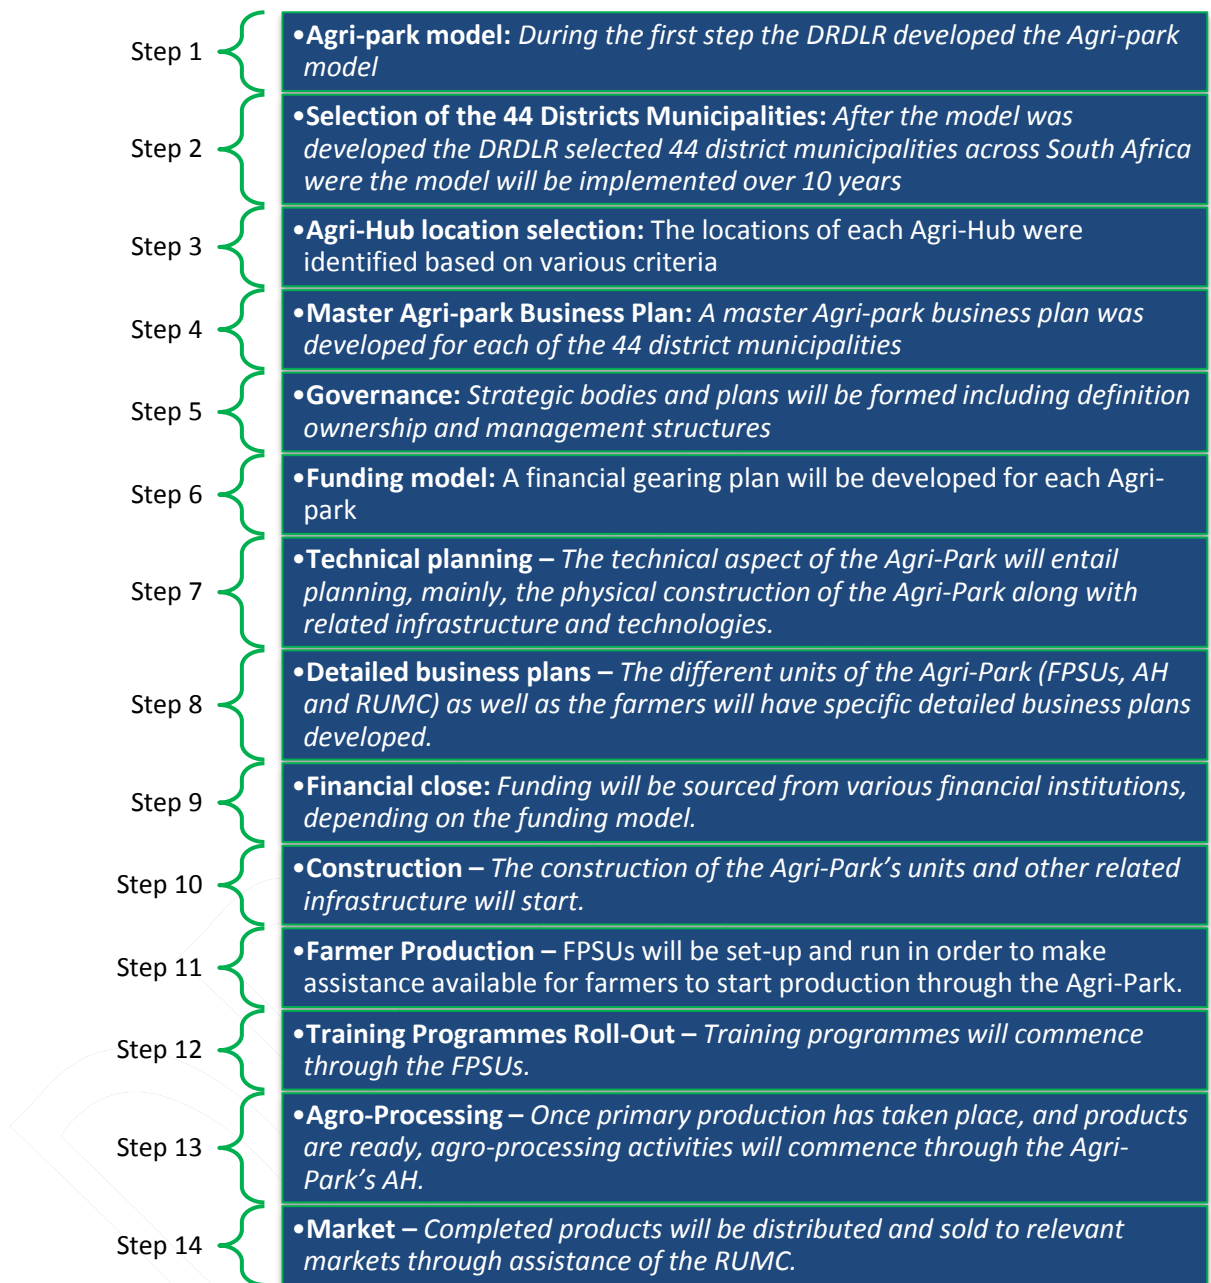 Step 1
•Agri-park model: During the first step the DRDLR developed the Agri-park
model
Step 2
•Selection of the 44 Districts Municipalities: After the model was
developed the DRDLR selected 44 district municipalities across South Africa
were the model will be implemented over 10 years
Step 3
•Agri-Hub location selection: The locations of each Agri-Hub were
identified based on various criteria
Step 4
•Master Agri-park Business Plan: A master Agri-park business plan was
developed for each of the 44 district municipalities
Step 5
•Governance: Strategic bodies and plans will be formed including definition
ownership and management structures
Step 6
•Funding model: A financial gearing plan will be developed for each Agri-
park
Step 7
•Technical planning – The technical aspect of the Agri-Park will entail
planning, mainly, the physical construction of the Agri-Park along with
related infrastructure and technologies.
Step 8
•Detailed business plans – The different units of the Agri-Park (FPSUs, AH
and RUMC) as well as the farmers will have specific detailed business plans
developed.
Step 9
•Financial close: Funding will be sourced from various financial institutions,
depending on the funding model.
Step 10
•Construction – The construction of the Agri-Park’s units and other related
infrastructure will start.
Step 11
•Farmer Production – FPSUs will be set-up and run in order to make
assistance available for farmers to start production through the Agri-Park.
Step 12
•Training Programmes Roll-Out – Training programmes will commence
through the FPSUs.
Step 13
•Agro-Processing – Once primary production has taken place, and products
are ready, agro-processing activities will commence through the Agri-
Park’s AH.
Step 14
•Market – Completed products will be distributed and sold to relevant
markets through assistance of the RUMC.